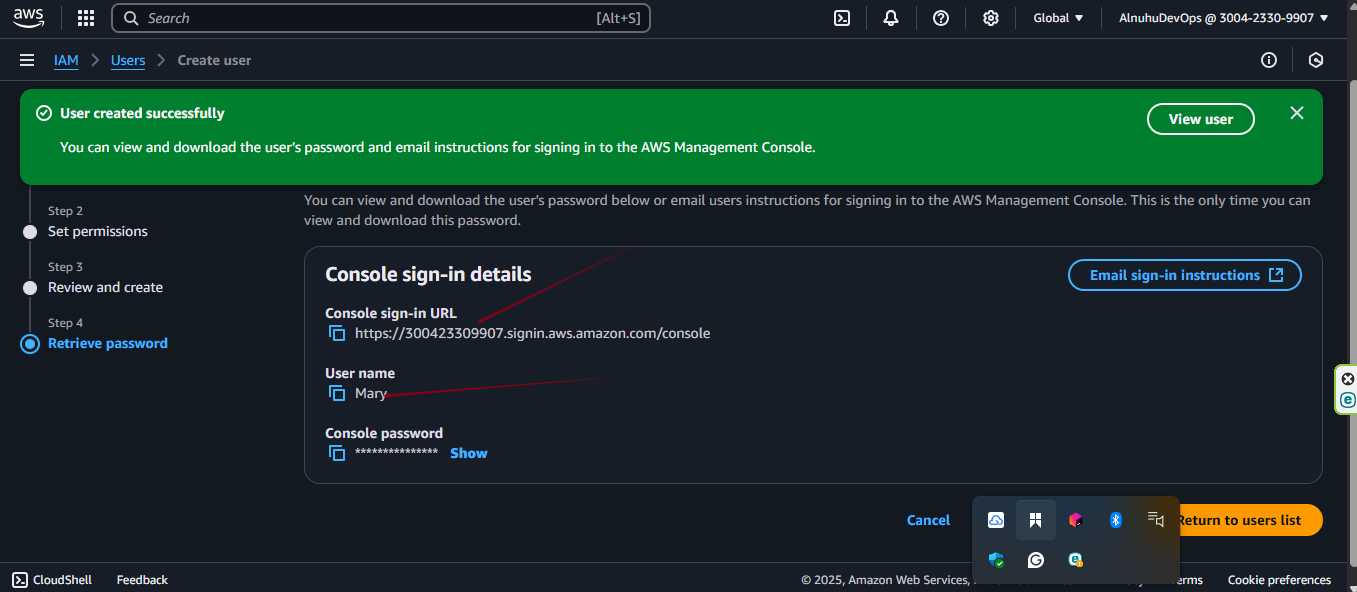 aws
Search [Alt+S]
Global
AlnuhuDevOps @ 3004-2330-9907
IAM Users Create user
User created successfully
You can view and download the user's password and email instructions for signing in to the AWS Management Console.
View user
Step 2
Set permissions
Step 3
Review and create
Step 4
Retrieve password
You can view and download the user's password below or email users instructions for signing in to the AWS Management Console. This is the only time you can
view and download this password.
Console sign-in details
Email sign-in instructions
Console sign-in URL
https://300423309907.signin.aws.amazon.com/console
User name
Mary
Console password
*************** Show
Cancel
Return to users list
CloudShell
Feedback
© 2025, Amazon Web Services,
Cookie preferences